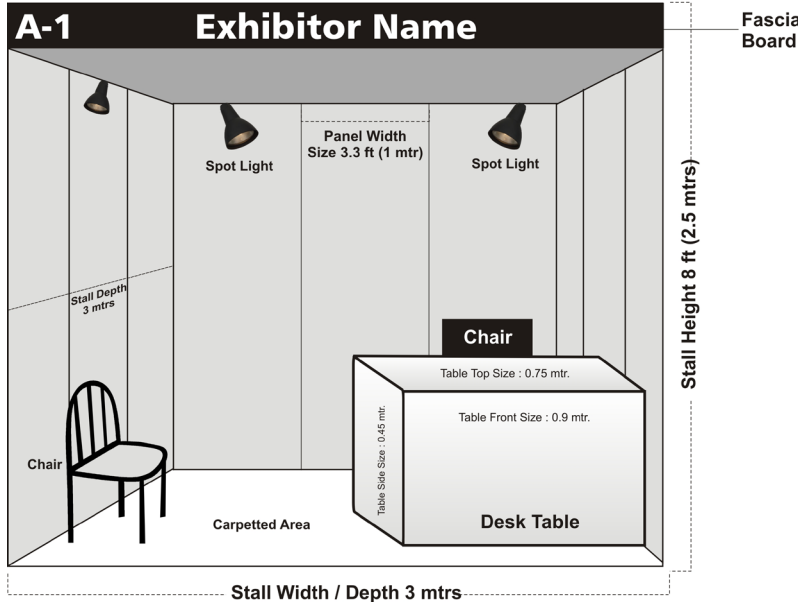 A-1 Exhibitor Name
Fascia
Board
Panel Width
Size 3.3 ft (1 mtr)
Spot Light
Spot Light
Stall Height 8 ft (2.5 mtrs)
Stall Depth
3 mtrs
Chair
Table Top Size : 0.75 mtr.
Table Front Size : 0.9 mtr.
Table Side Size : 0.45 mtr.
Chair
Desk Table
Carpetted Area
Stall Width / Depth 3 mtrs